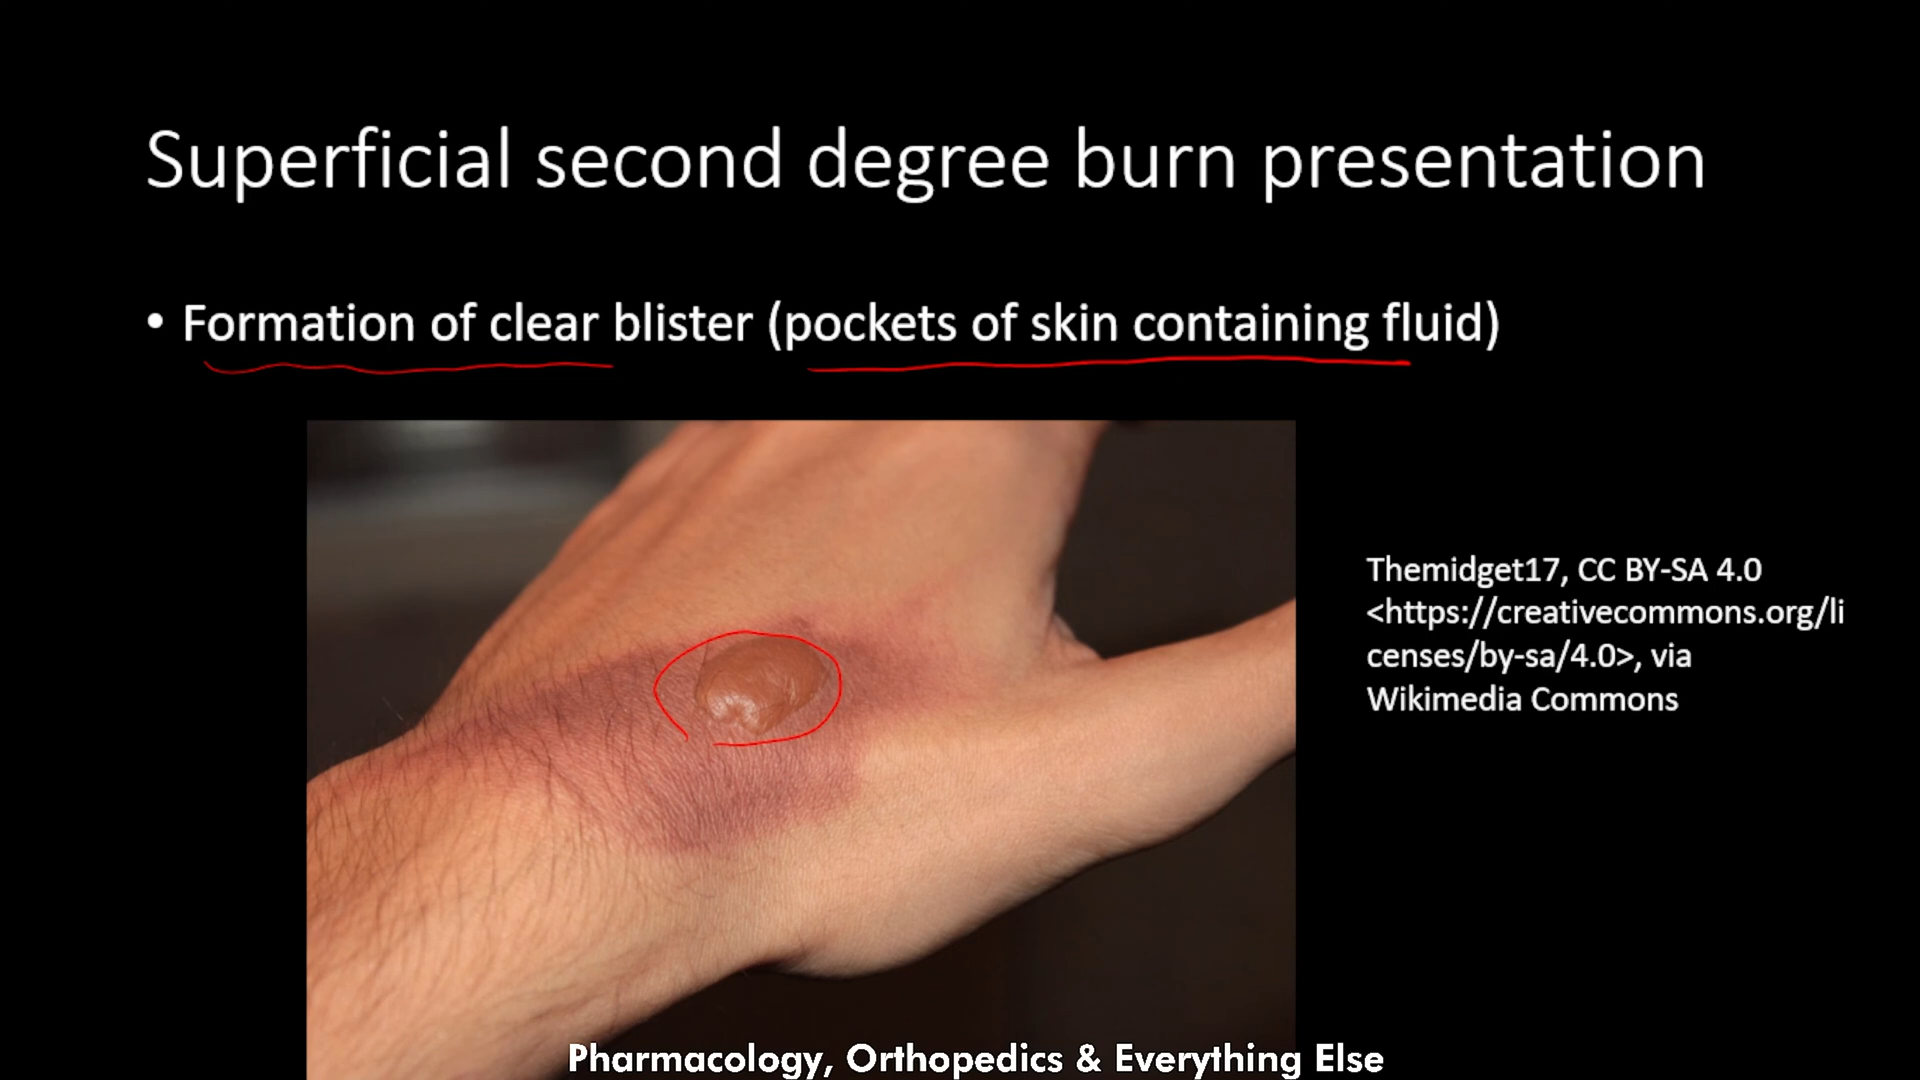 Superficial second degree burn presentation
• Formation of clear blister (pockets of skin containing fluid)
Themidget17, CC BY-SA 4.0
<https://creativecommons.org/li
censes/by-sa/4.0>, via
Wikimedia Commons
Pharmacology, Orthopedics & Everything Else